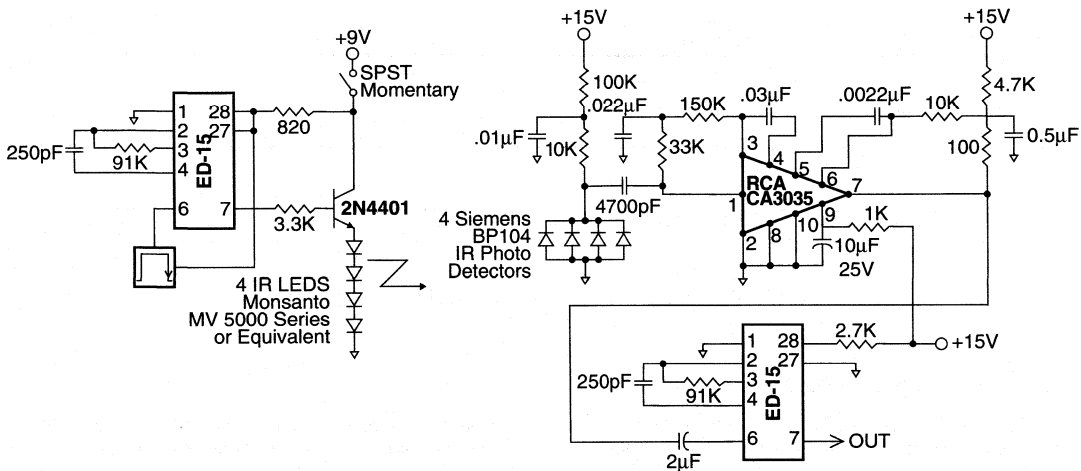 +9V
SPST
Momentary
1
28
2
27
3
4
6
7
ED-15
820
250pF
91K
3.3K
2N4401
4 IR LEDS
Monsanto
MV 5000 Series
or Equivalent
+15V
100K
.022µF
.01µF
10K
150K
33K
4700pF
4 Siemens
BP104
IR Photo
Detectors
.03µF
.0022µF
10K
+15V
4.7K
100
0.5µF
3
4
5
6
7
RCA
CA3035
1
2
8
10
9
1K
10µF
25V
1
28
2
27
3
4
6
7
ED-15
2.7K
+15V
250pF
91K
2µF
OUT